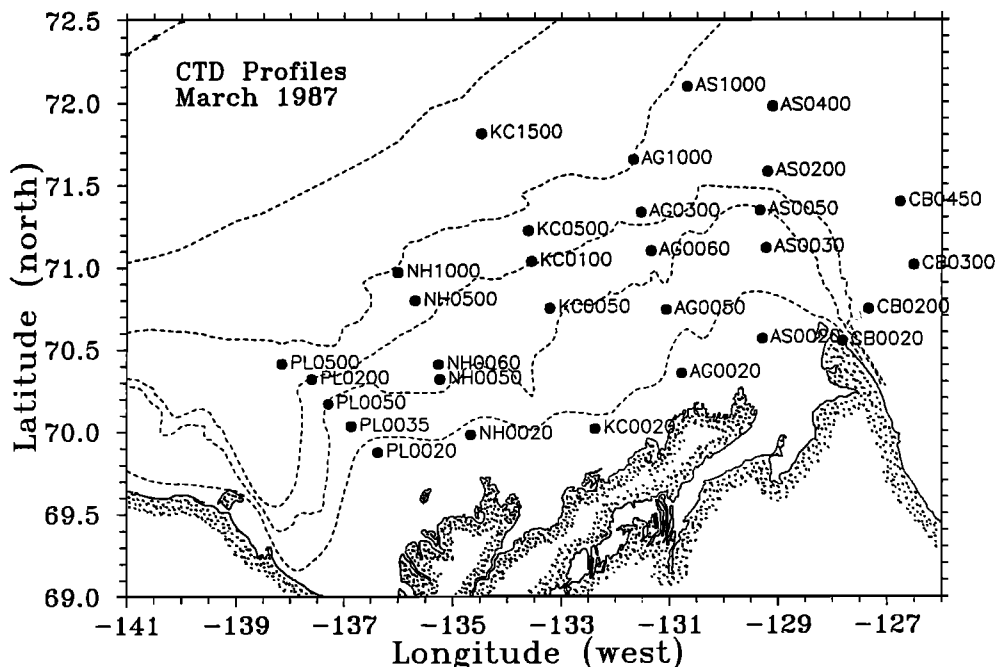 72.5
CTD Profiles
March 1987
AS1000
72.0
AS0400
KC1500
AG1000
AS0200
71.5
CB0450
AG0300
AS0050
KC0500
AG0060
AS0030
KC0100
71.0
CB0300
NH1000
NH0500
KC0050
AG0050
CB0200
AS0020
CB0020
70.5
PL0500
NH0060
PL0200
NH0050
AG0020
PL0050
PL0035
KC0020
70.0
NH0020
PL0020
69.5
69.0
Latitude (north)
-141
-139
-137
-135
-133
-131
-129
-127
Longitude (west)